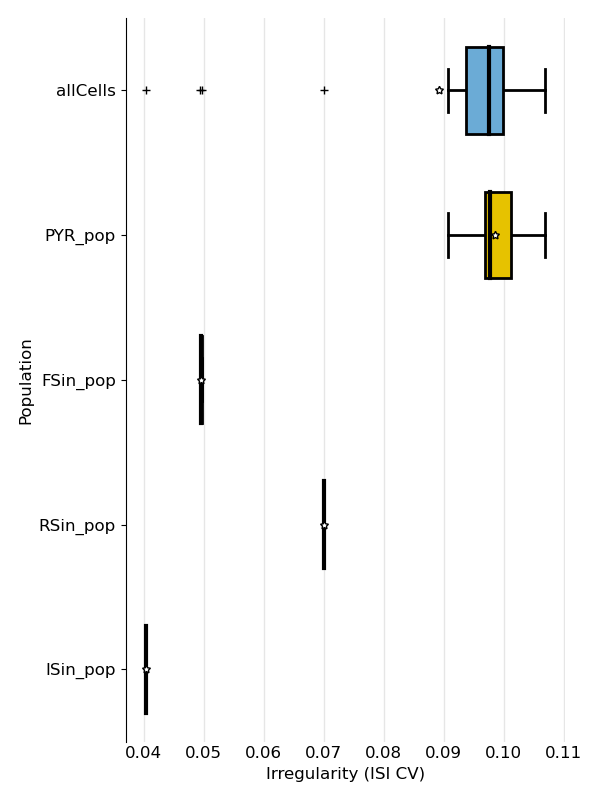 allCells
PYR_pop
FSin_pop
RSin_pop
ISin_pop
Population
0.04 0.05 0.06 0.07 0.08 0.09 0.10 0.11
Irregularity (ISI CV)